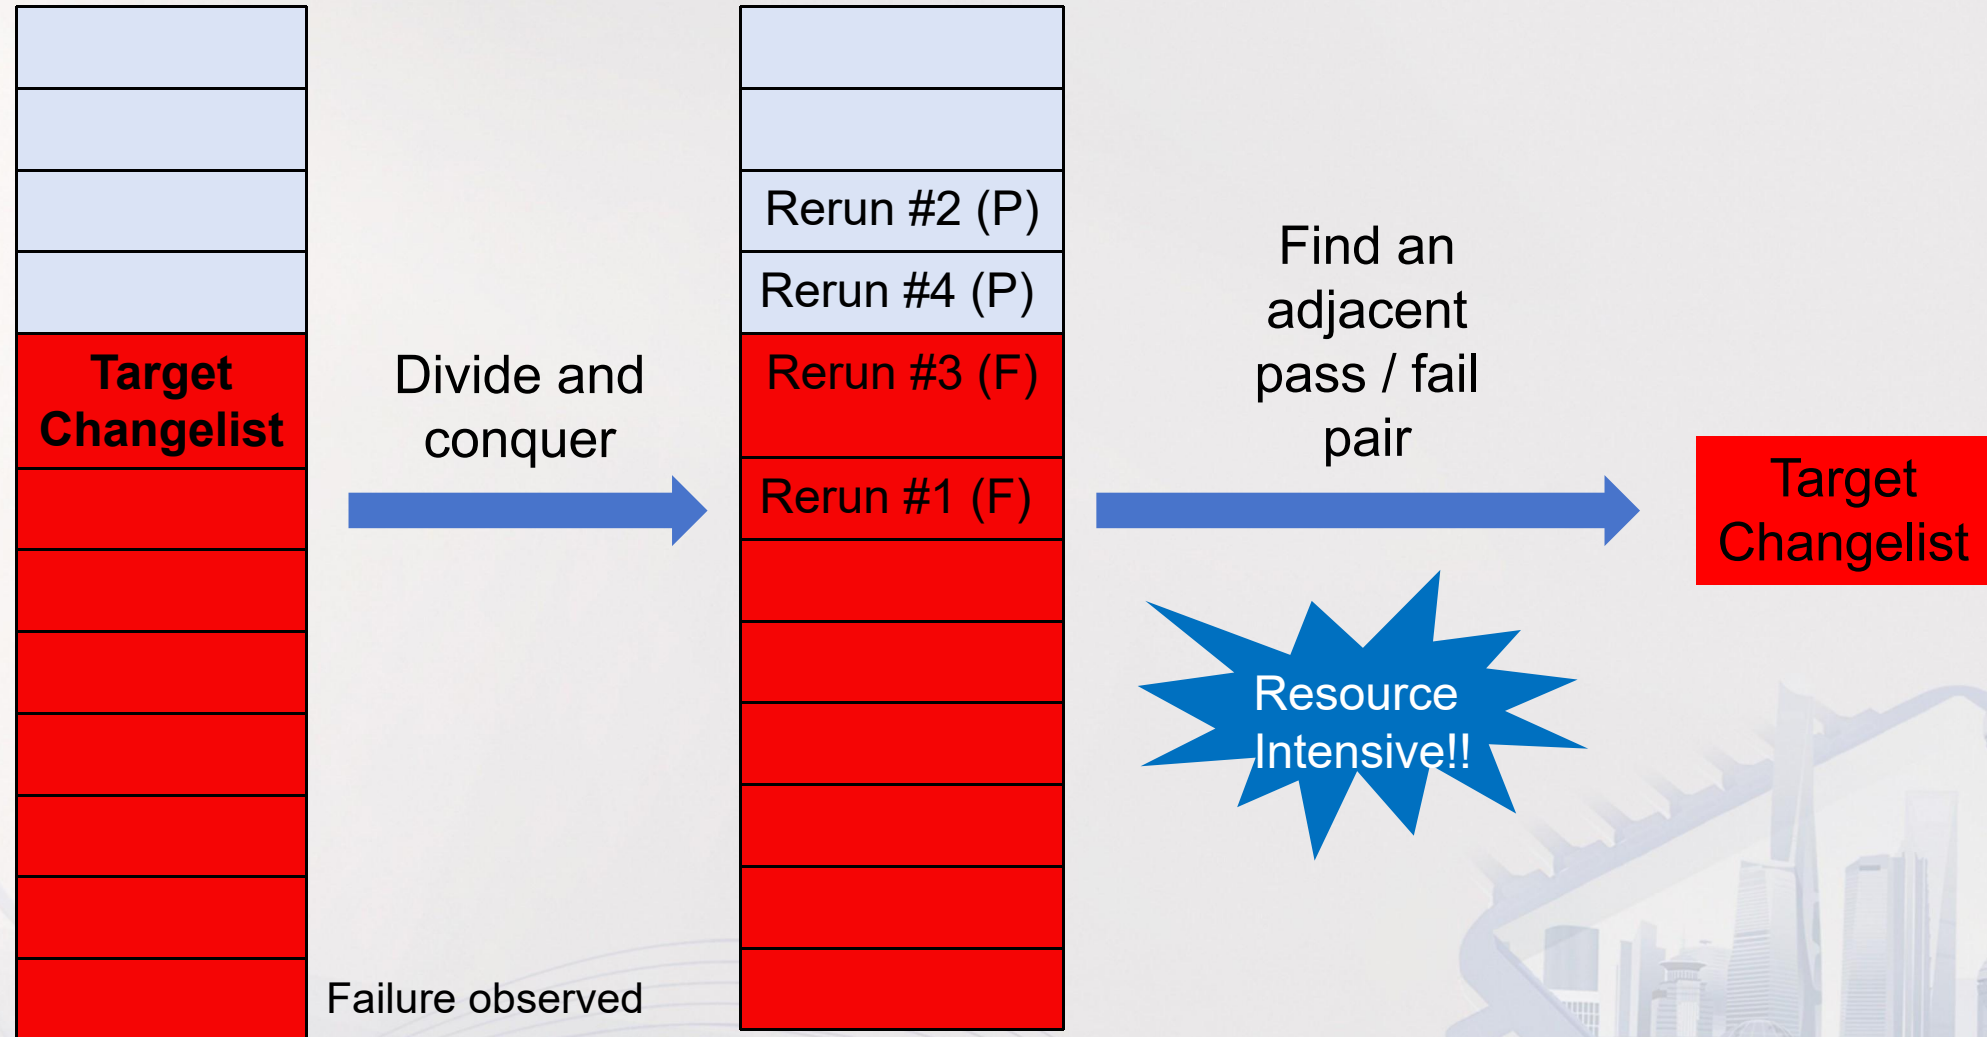 Target
Changelist
Failure observed
Divide and
conquer
Rerun #2 (P)
Rerun #4 (P)
Rerun #3 (F)
Rerun #1 (F)
Find an
adjacent
pass / fail
pair
Resource
Intensive!!
Target
Changelist